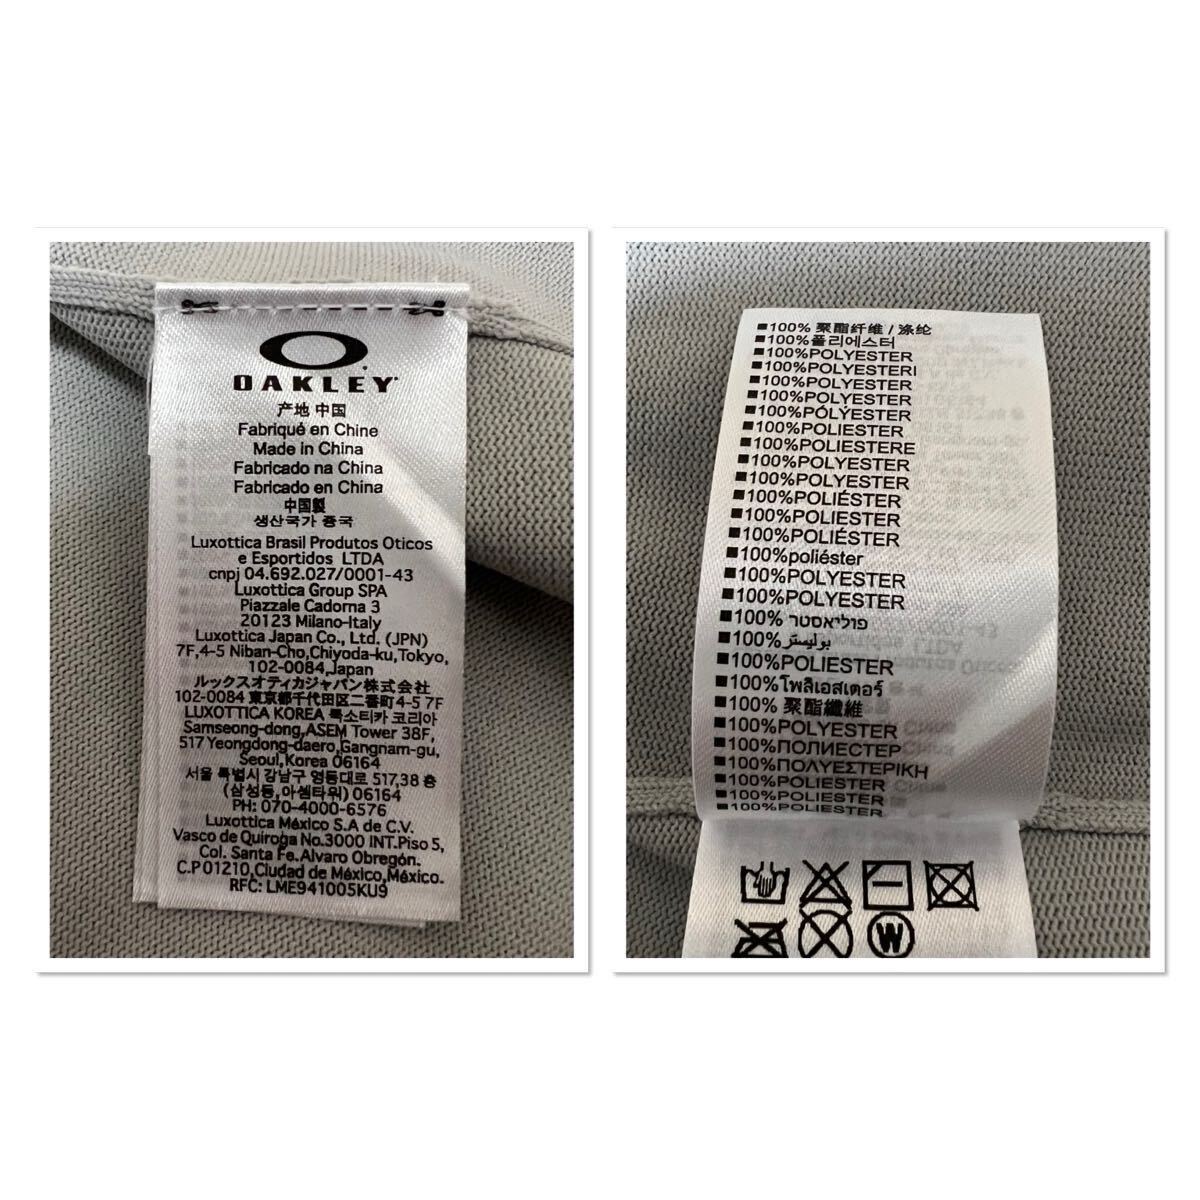 OAKLEY
产地 中国
Fabriqué en Chine
Made in China
Fabricado na China
Fabricado en China
中国製
생산국가 중국
Luxottica Brasil Produtos Oticos
e Esportidos LTDA
cnpj 04.692.027/0001-43
Luxottica Group SPA
Piazzale Cadorna 3
20123 Milano-Italy
Luxottica Japan Co., Ltd. (JPN)
7F,4-5 Niban-Cho,Chiyoda-ku,Tokyo,
102-0084,Japan
ルックスオティカジャパン株式会社
102-0084 東京都千代田区二番町4-5 7F
LUXOTTICA KOREA 룩소티카 코리아
Samseong-dong,ASEM Tower 38F,
517 Yeongdong-daero,Gangnam-gu,
Seoul,Korea 06164
서울 특별시 강남구 영동대로 517,38 층
(삼성동,아셈타워) 06164
PH: 070-4000-6576
Luxottica México S.A de C.V.
Vasco de Quiroga No.3000 INT.Piso 5,
Col. Santa Fe.Alvaro Obregón.
C.P 01210,Ciudad de México,México.
RFC: LME941005KU9
■100% 聚酯纤维 / 涤纶
■100%폴리에스터
■100%POLYESTER
■100%POLYESTERI
■100%POLYESTER
■100%POLYESTER
■100%PÓLÝESTER
■100%POLIESTER
■100%POLIESTERE
■100%POLYESTER
■100%POLYESTER
■100%POLIÉSTER
■100%POLIESTER
■100%POLIÉSTER
■100%poliéster
■100%POLYESTER
■100%POLYESTER
■100% פוליאסטר
■100% بوليستر
■100%POLIESTER
■100%โพลิเอสเตอร์
■100% 聚酯纖維
■100%POLYESTER
■100%ПОЛИЕСТЕР
■100%ΠΟΛΥΕΣΤΕΡΙΚΗ
■100%POLIESTER
■100%POLIESTER
■100%POLIESTER
W